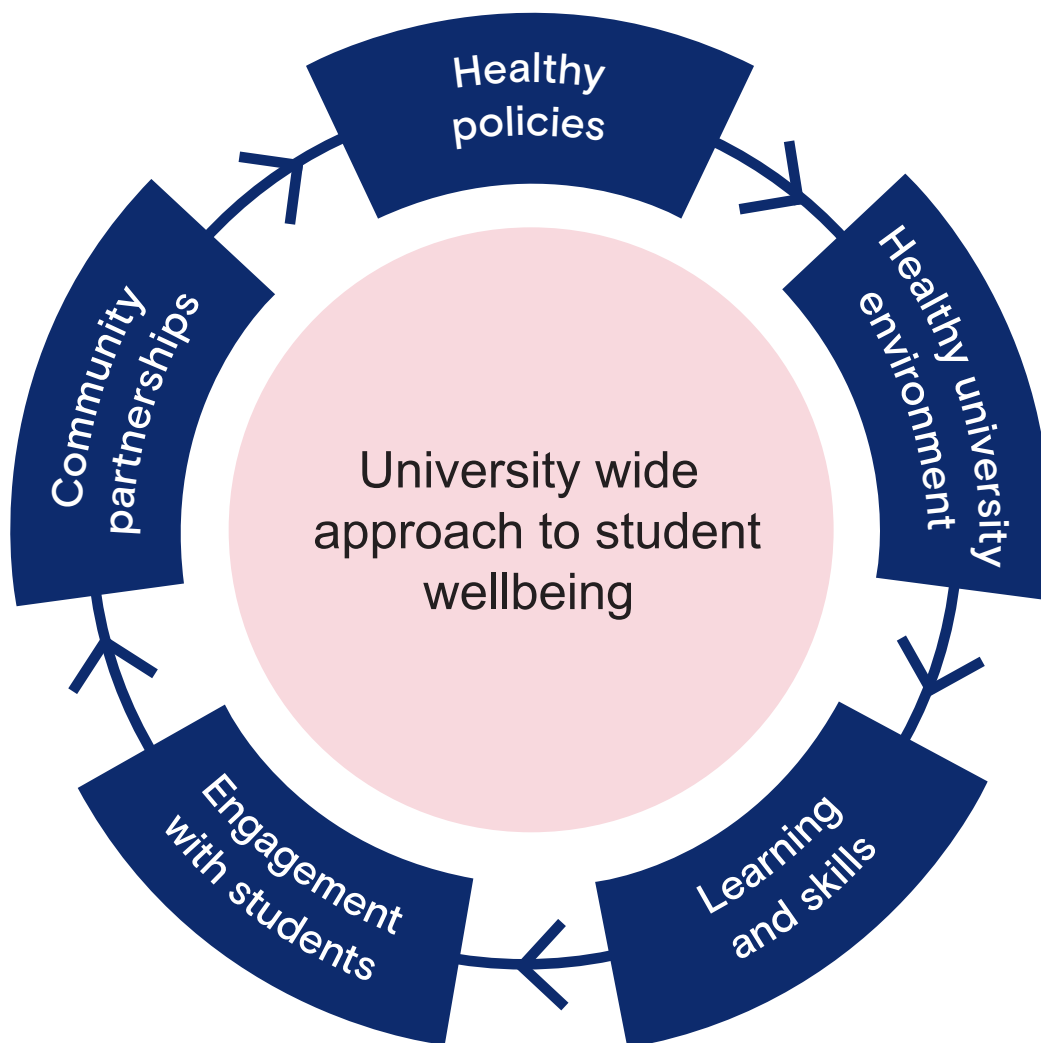 Healthy
policies
Healthy university
environment
Learning
and skills
Engagement
with students
Community
partnerships
University wide
approach to student
wellbeing